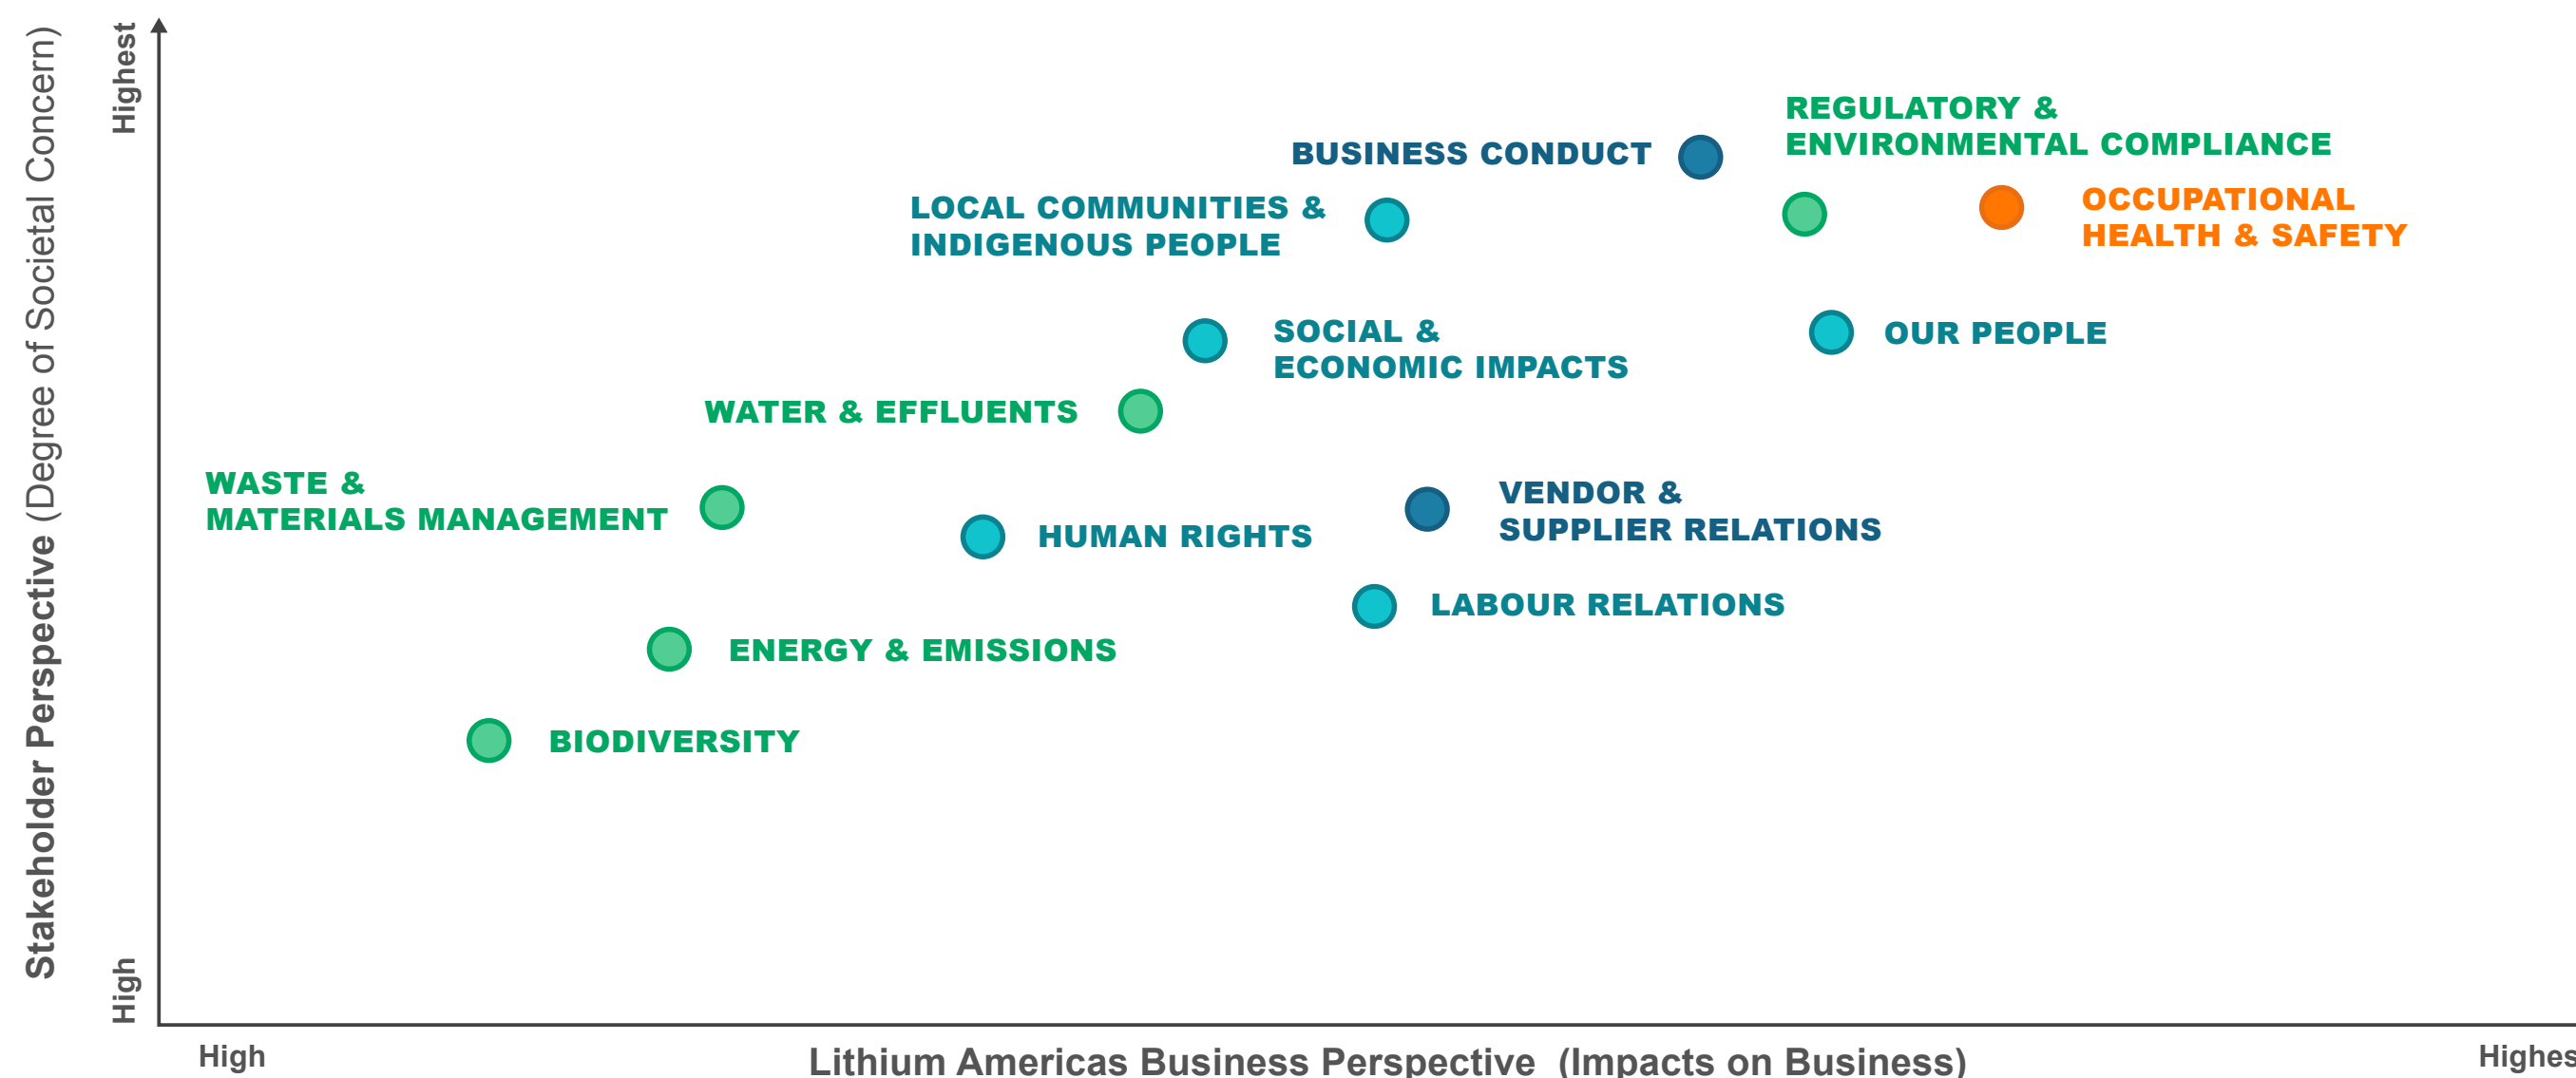 Stakeholder Perspective (Degree of Societal Concern)
Highest
High
REGULATORY &
ENVIRONMENTAL COMPLIANCE
BUSINESS CONDUCT
OCCUPATIONAL
HEALTH & SAFETY
LOCAL COMMUNITIES &
INDIGENOUS PEOPLE
SOCIAL &
ECONOMIC IMPACTS
OUR PEOPLE
WATER & EFFLUENTS
WASTE &
MATERIALS MANAGEMENT
VENDOR &
SUPPLIER RELATIONS
HUMAN RIGHTS
LABOUR RELATIONS
ENERGY & EMISSIONS
BIODIVERSITY
High
Lithium Americas Business Perspective (Impacts on Business)
Highes